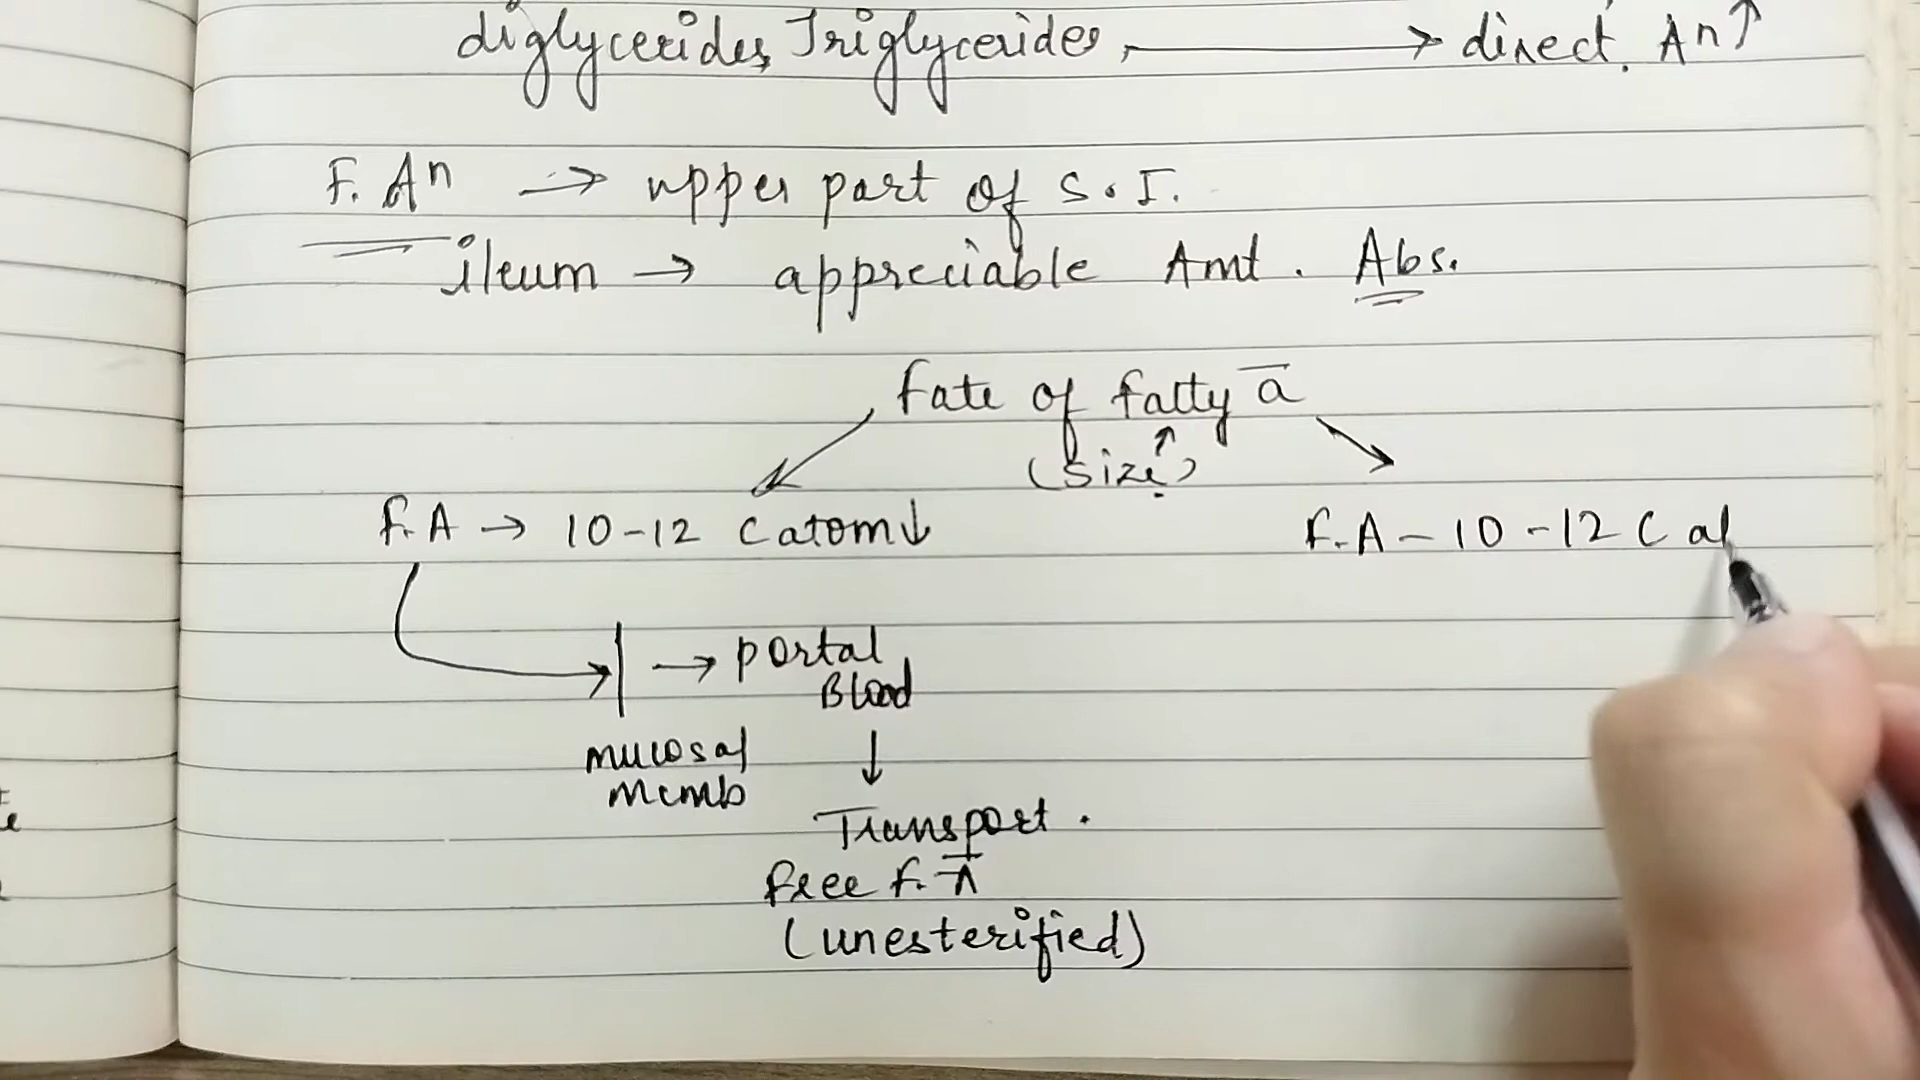 diglycerides, Triglycerides, → direct. Aⁿ↑
F. Aⁿ → upper part of S.I.
ileum → appreciable Amt. Abs.
Fate of fatty a̅
(size↑)
F.A → 10-12 C atom↓
F.A - 10-12 C at
→ portal
Blood
mucosal
Memb
↓
Transport.
free F. A̅
(unesterified)